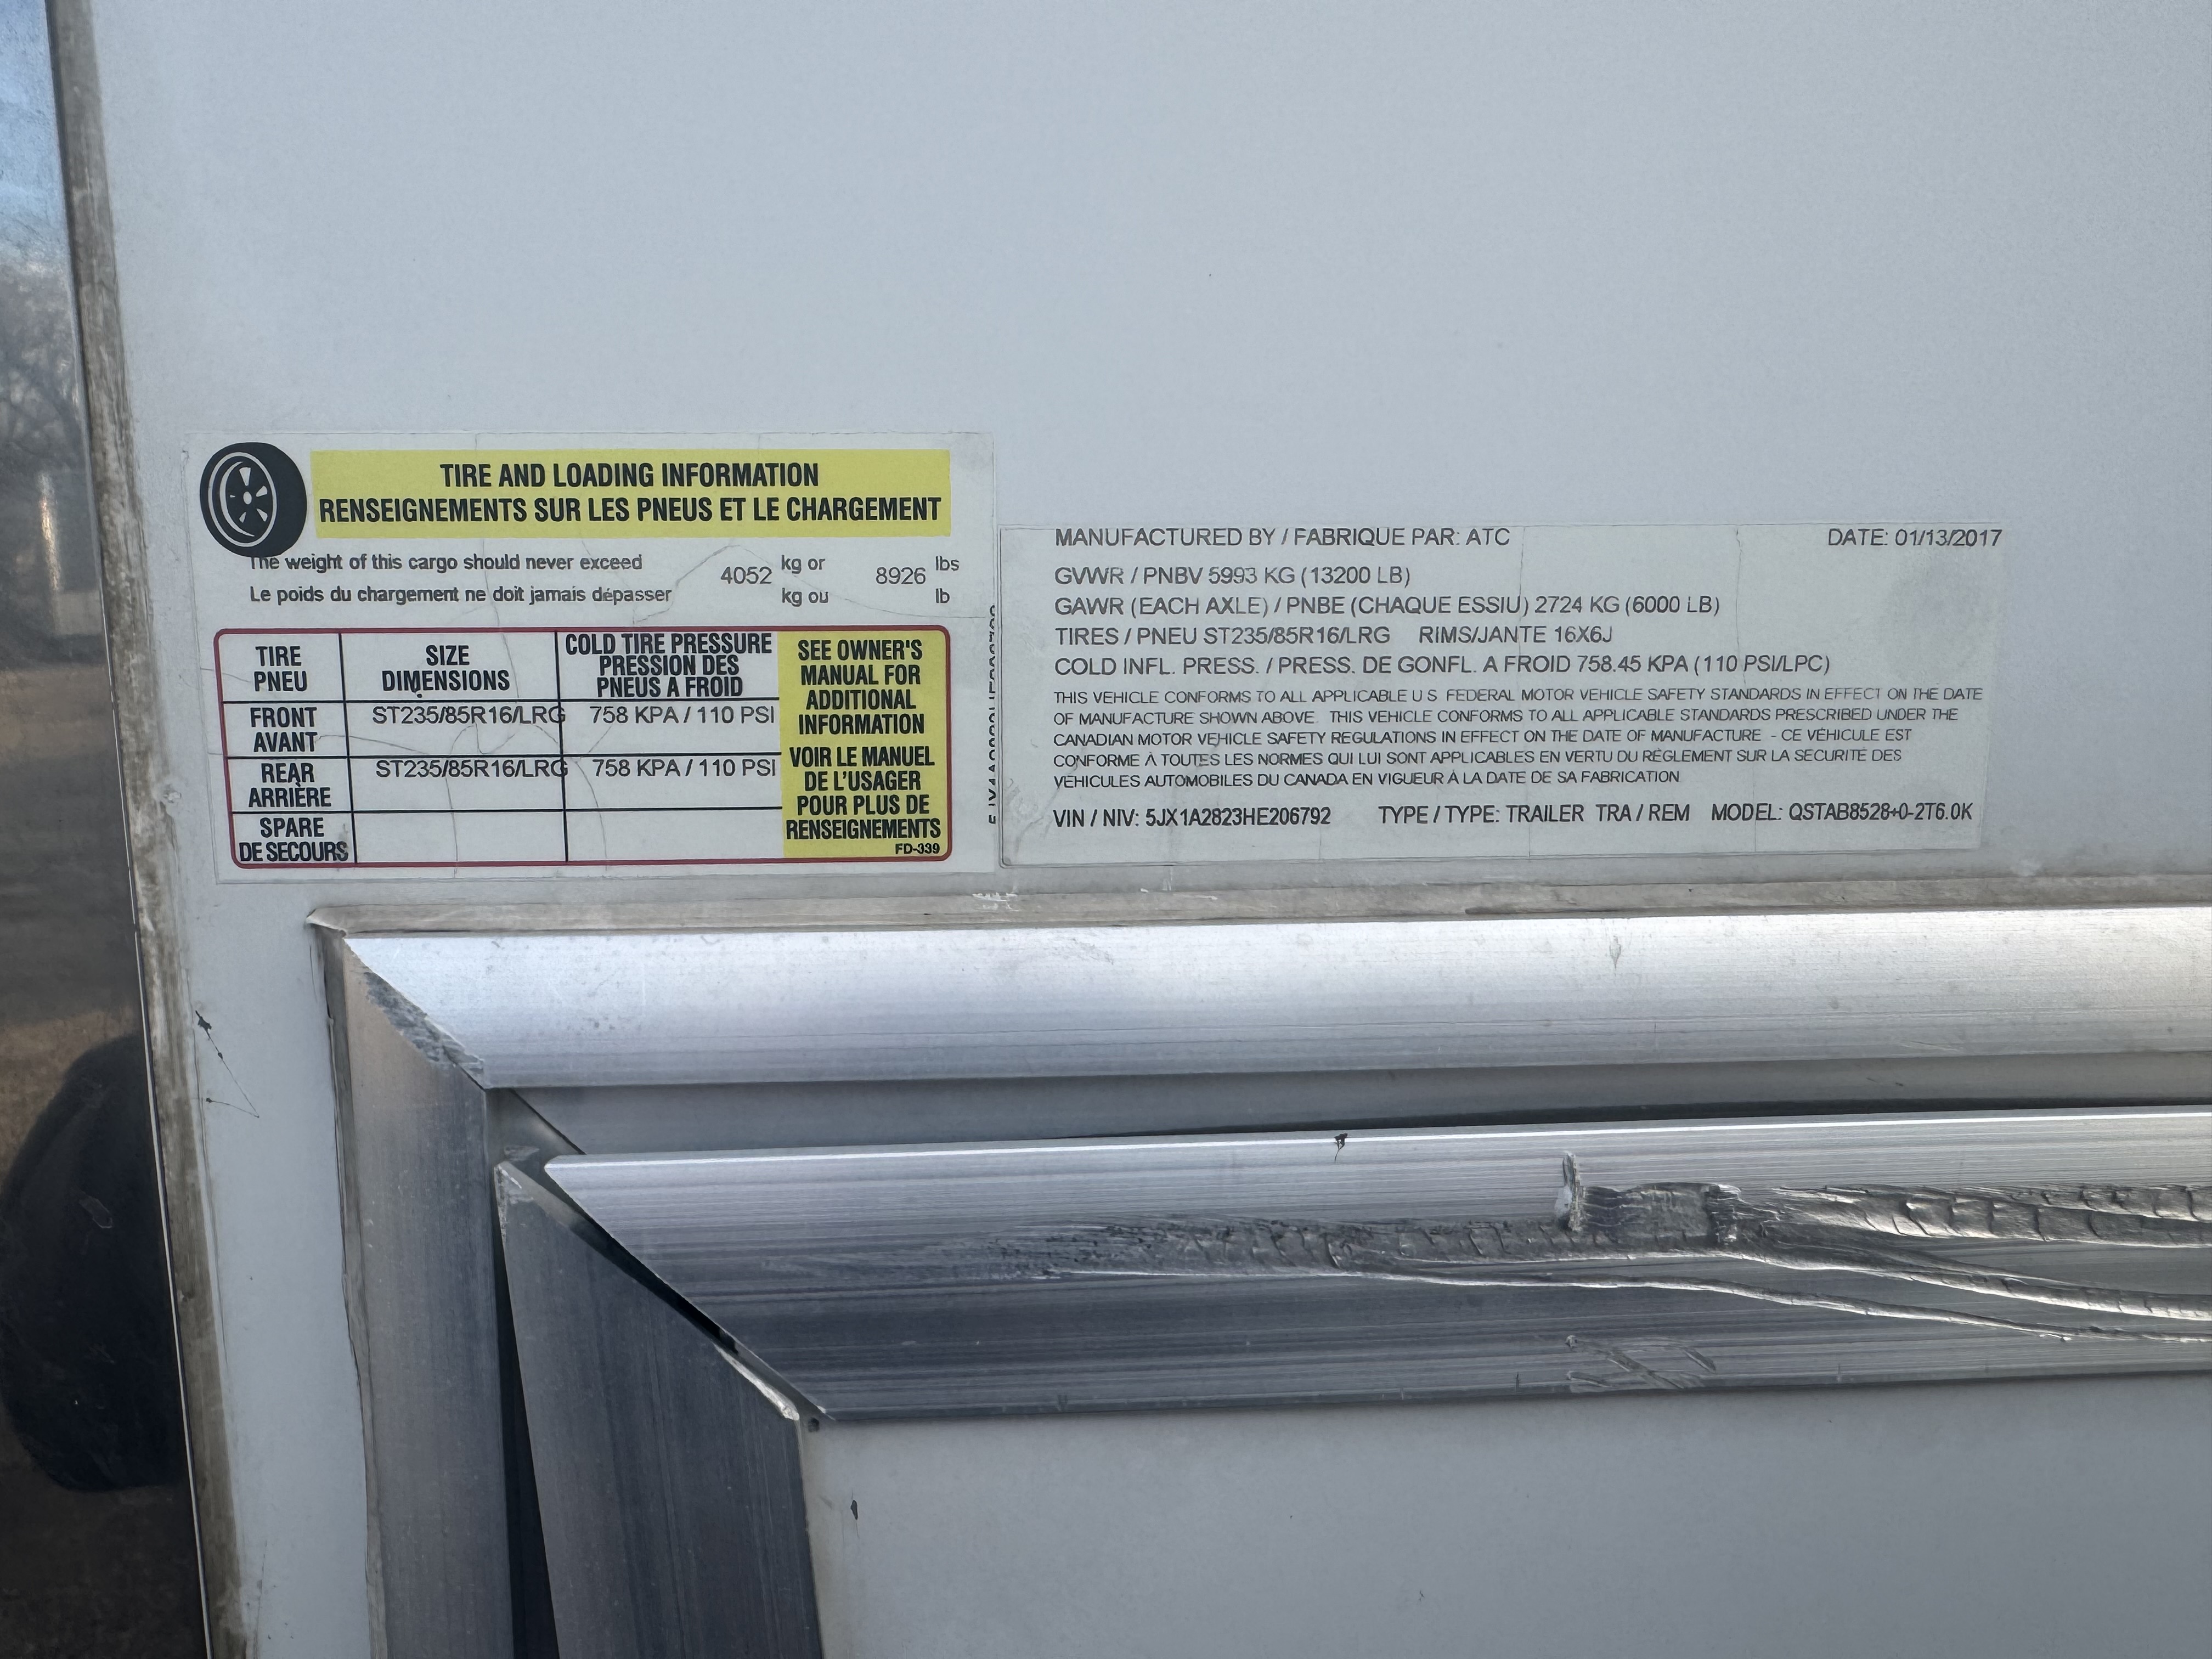 TIRE AND LOADING INFORMATION
RENSEIGNEMENTS SUR LES PNEUS ET LE CHARGEMENT
The weight of this cargo should never exceed 4052 kg or 8926 lbs
Le poids du chargement ne doit jamais dépasser kg ou lb
TIRE PNEU
SIZE DIMENSIONS
COLD TIRE PRESSURE PRESSION DES PNEUS A FROID
FRONT AVANT ST235/85R16/LRG 758 KPA / 110 PSI
REAR ARRIÈRE ST235/85R16/LRG 758 KPA / 110 PSI
SPARE DE SECOURS
SEE OWNER'S
MANUAL FOR
ADDITIONAL
INFORMATION
VOIR LE MANUEL
DE L'USAGER
POUR PLUS DE
RENSEIGNEMENTS
FD-339
MANUFACTURED BY / FABRIQUE PAR: ATC DATE: 01/13/2017
GVWR / PNBV 5993 KG (13200 LB)
GAWR (EACH AXLE) / PNBE (CHAQUE ESSIU) 2724 KG (6000 LB)
TIRES / PNEU ST235/85R16/LRG RIMS/JANTE 16X6J
COLD INFL. PRESS. / PRESS. DE GONFL. A FROID 758.45 KPA (110 PSI/LPC)
THIS VEHICLE CONFORMS TO ALL APPLICABLE U S FEDERAL MOTOR VEHICLE SAFETY STANDARDS IN EFFECT ON THE DATE
OF MANUFACTURE SHOWN ABOVE. THIS VEHICLE CONFORMS TO ALL APPLICABLE STANDARDS PRESCRIBED UNDER THE
CANADIAN MOTOR VEHICLE SAFETY REGULATIONS IN EFFECT ON THE DATE OF MANUFACTURE - CE VÉHICULE EST
CONFORME À TOUTES LES NORMES QUI LUI SONT APPLICABLES EN VERTU DU RÈGLEMENT SUR LA SÉCURITÉ DES
VÉHICULES AUTOMOBILES DU CANADA EN VIGUEUR À LA DATE DE SA FABRICATION
VIN / NIV: 5JX1A2823HE206792 TYPE / TYPE: TRAILER TRA / REM MODEL: QSTAB8528+0-2T6.0K